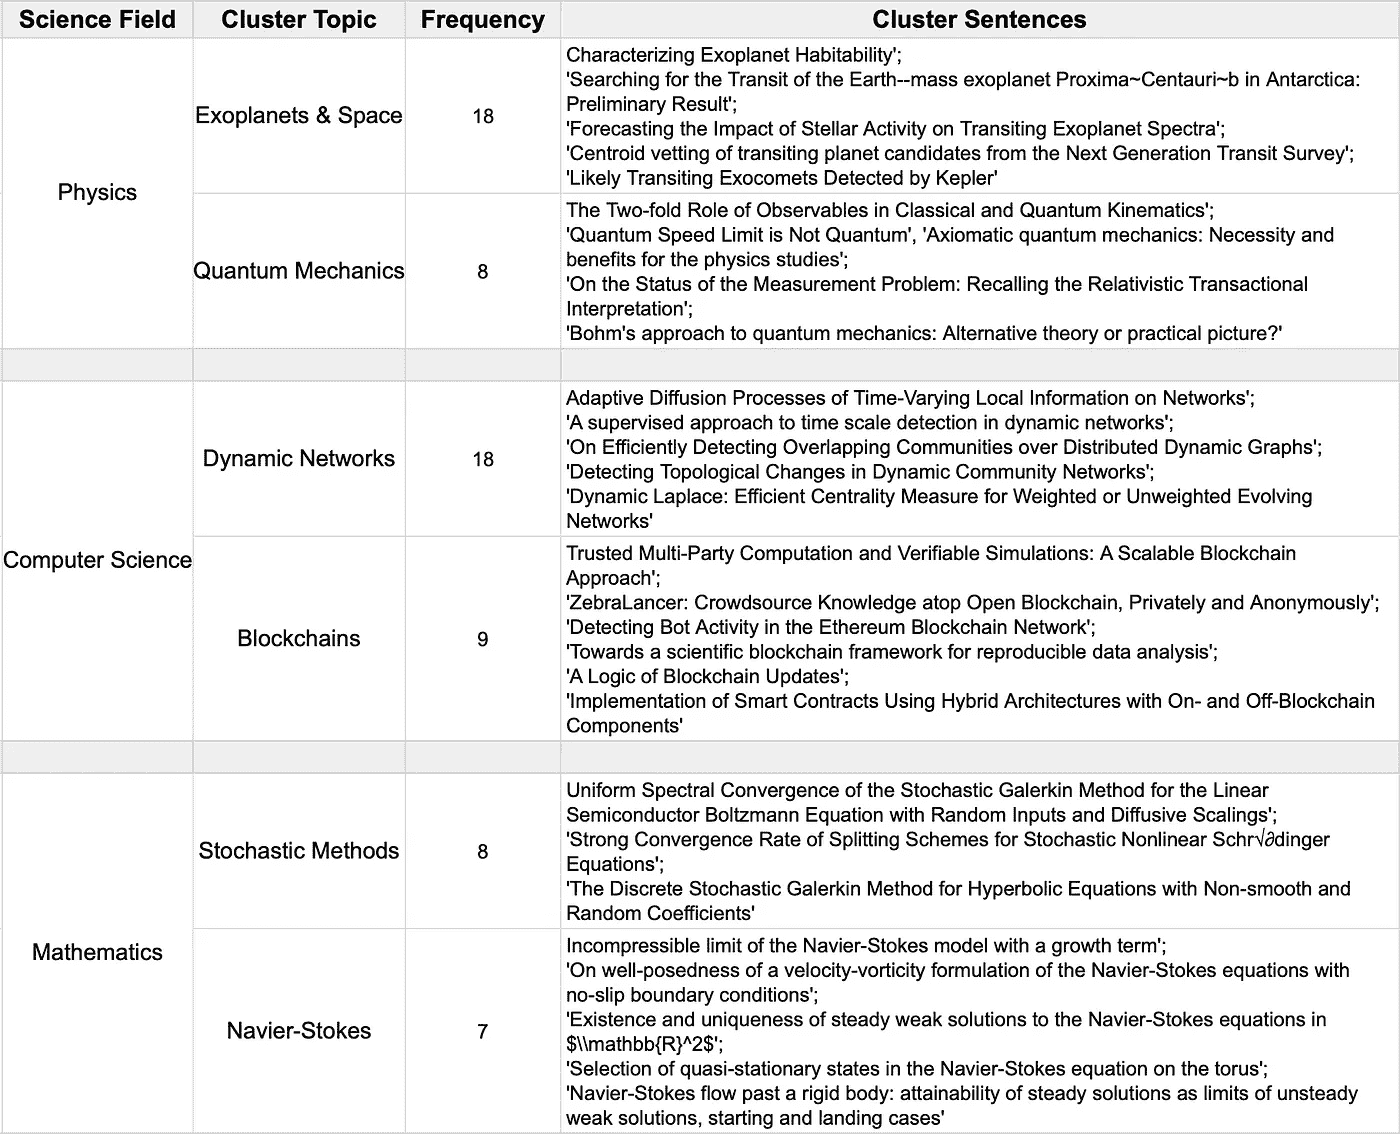 Science Field Cluster Topic Frequency Cluster Sentences
Physics
Exoplanets & Space
18
Characterizing Exoplanet Habitability';
'Searching for the Transit of the Earth--mass exoplanet Proxima~Centauri~b in Antarctica:
Preliminary Result';
'Forecasting the Impact of Stellar Activity on Transiting Exoplanet Spectra';
'Centroid vetting of transiting planet candidates from the Next Generation Transit Survey';
'Likely Transiting Exocomets Detected by Kepler'
Quantum Mechanics
8
The Two-fold Role of Observables in Classical and Quantum Kinematics';
'Quantum Speed Limit is Not Quantum', 'Axiomatic quantum mechanics: Necessity and
benefits for the physics studies';
'On the Status of the Measurement Problem: Recalling the Relativistic Transactional
Interpretation';
'Bohm's approach to quantum mechanics: Alternative theory or practical picture?'
Computer Science
Dynamic Networks
18
Adaptive Diffusion Processes of Time-Varying Local Information on Networks';
'A supervised approach to time scale detection in dynamic networks';
'On Efficiently Detecting Overlapping Communities over Distributed Dynamic Graphs';
'Detecting Topological Changes in Dynamic Community Networks';
'Dynamic Laplace: Efficient Centrality Measure for Weighted or Unweighted Evolving
Networks'
Blockchains
9
Trusted Multi-Party Computation and Verifiable Simulations: A Scalable Blockchain
Approach';
'ZebraLancer: Crowdsource Knowledge atop Open Blockchain, Privately and Anonymously';
'Detecting Bot Activity in the Ethereum Blockchain Network';
'Towards a scientific blockchain framework for reproducible data analysis';
'A Logic of Blockchain Updates';
'Implementation of Smart Contracts Using Hybrid Architectures with On- and Off-Blockchain
Components'
Mathematics
Stochastic Methods
8
Uniform Spectral Convergence of the Stochastic Galerkin Method for the Linear
Semiconductor Boltzmann Equation with Random Inputs and Diffusive Scalings';
'Strong Convergence Rate of Splitting Schemes for Stochastic Nonlinear Schr√∂dinger
Equations';
'The Discrete Stochastic Galerkin Method for Hyperbolic Equations with Non-smooth and
Random Coefficients'
Navier-Stokes
7
Incompressible limit of the Navier-Stokes model with a growth term';
'On well-posedness of a velocity-vorticity formulation of the Navier-Stokes equations with
no-slip boundary conditions';
'Existence and uniqueness of steady weak solutions to the Navier-Stokes equations in
$\\mathbb{R}^2$';
'Selection of quasi-stationary states in the Navier-Stokes equation on the torus';
'Navier-Stokes flow past a rigid body: attainability of steady solutions as limits of unsteady
weak solutions, starting and landing cases'